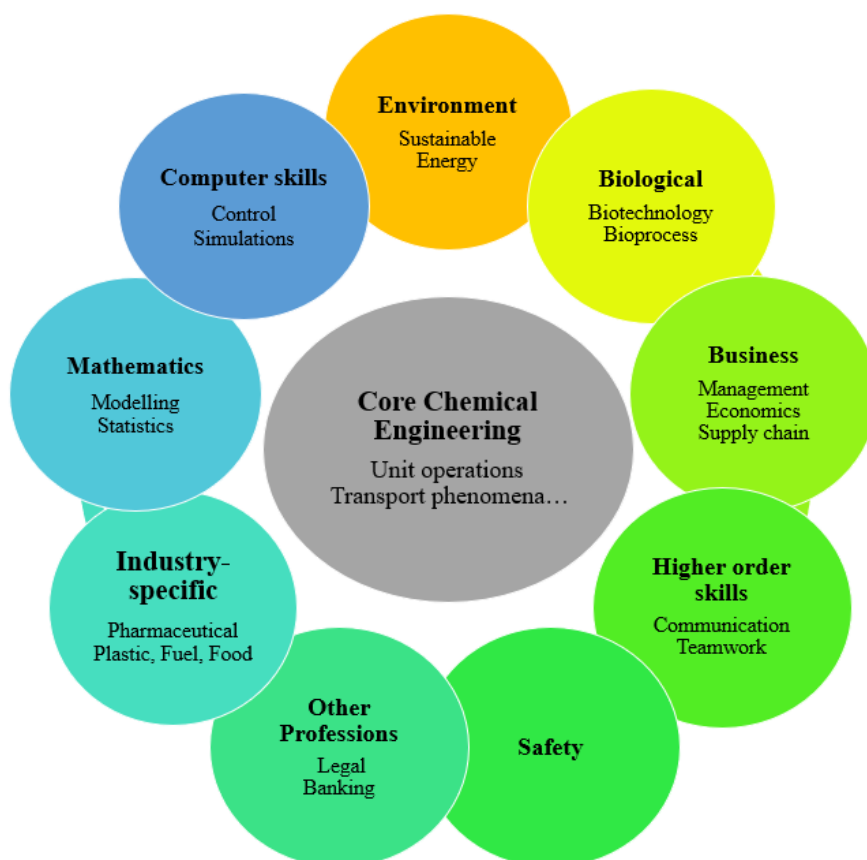 Environment
Sustainable
Energy
Biological
Biotechnology
Bioprocess
Business
Management
Economics
Supply chain
Higher order
skills
Communication
Teamwork
Safety
Other
Professions
Legal
Banking
Industry-
specific
Pharmaceutical
Plastic, Fuel, Food
Mathematics
Modelling
Statistics
Computer skills
Control
Simulations
Core Chemical
Engineering
Unit operations
Transport phenomena…